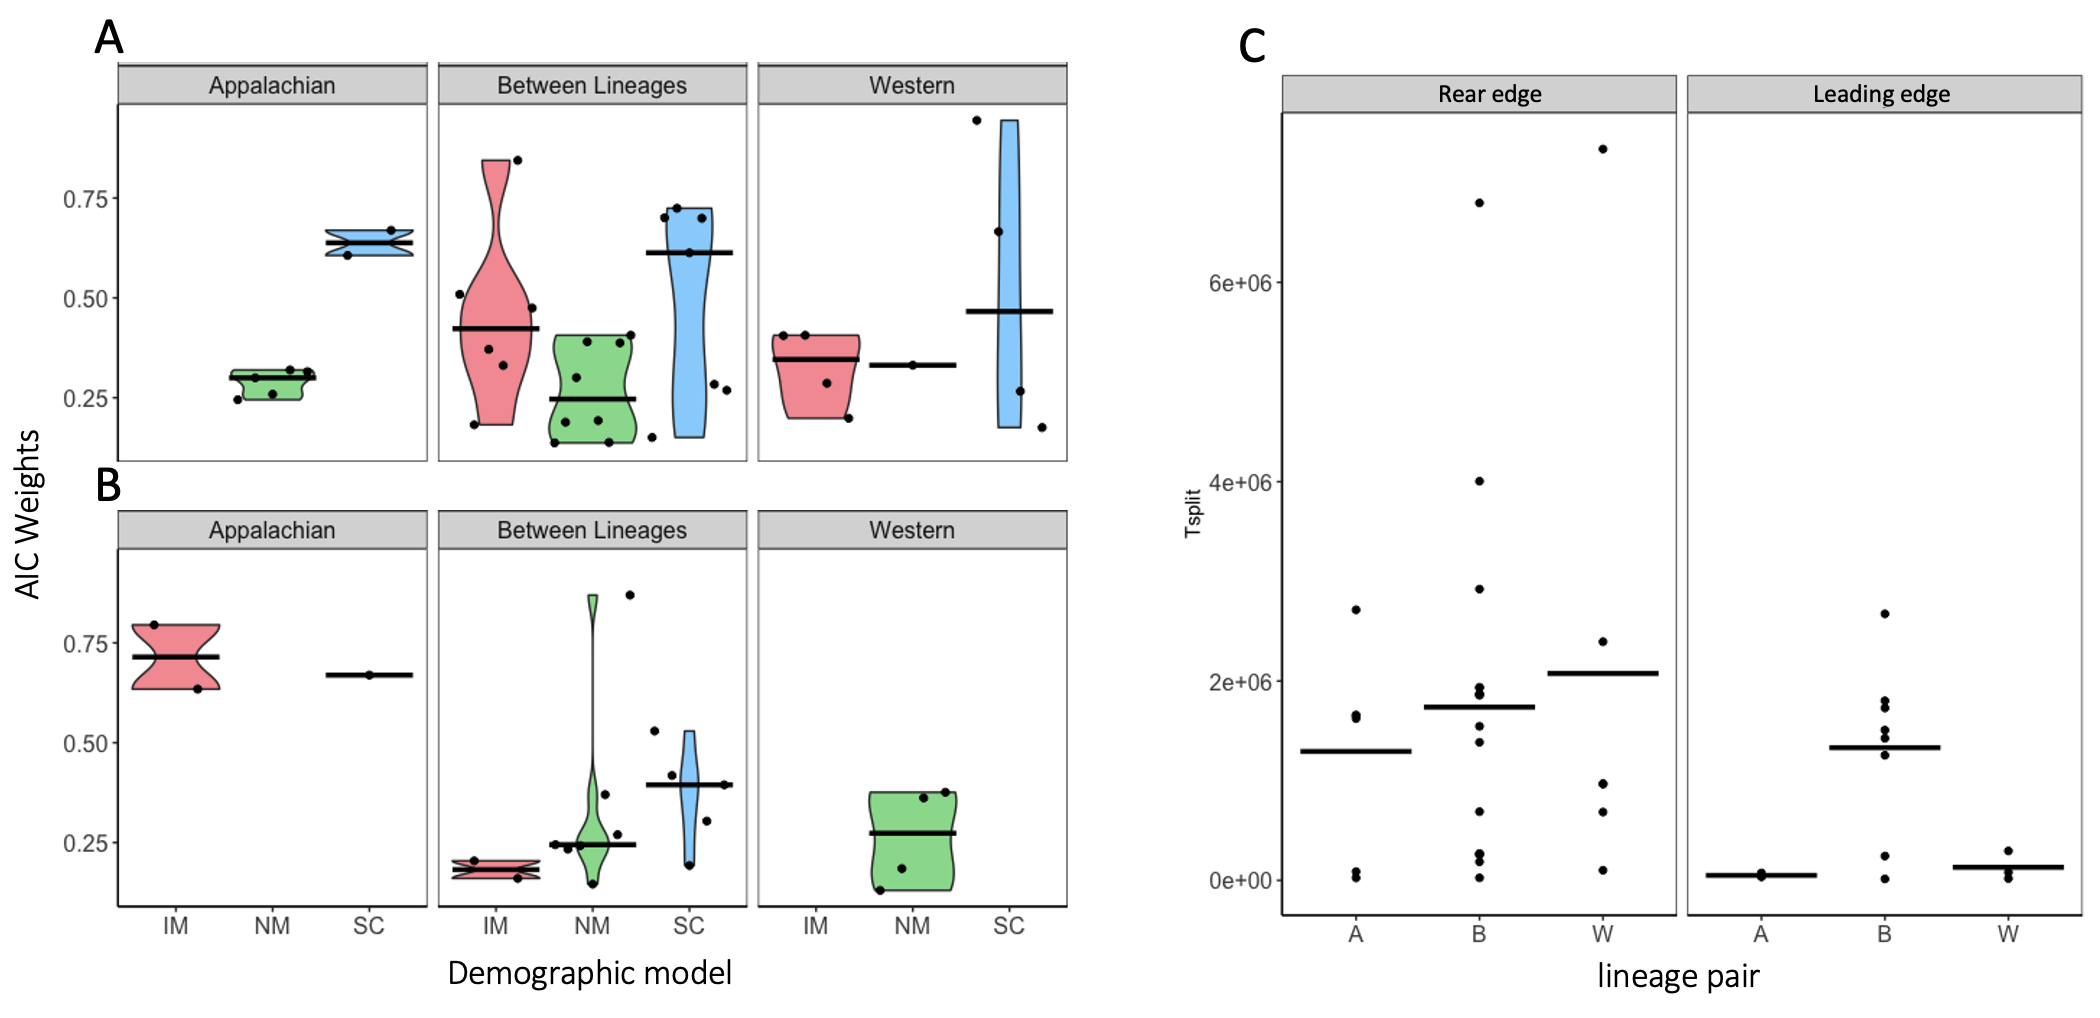 A
Appalachian
Between Lineages
Western
0.75
0.50
0.25
B
Appalachian
Between Lineages
Western
0.75
0.50
0.25
AIC Weights
IM
NM
SC
IM
NM
SC
IM
NM
SC
Demographic model
C
Rear edge
Leading edge
6e+06
4e+06
2e+06
0e+00
Tsplit
A
B
W
A
B
W
lineage pair